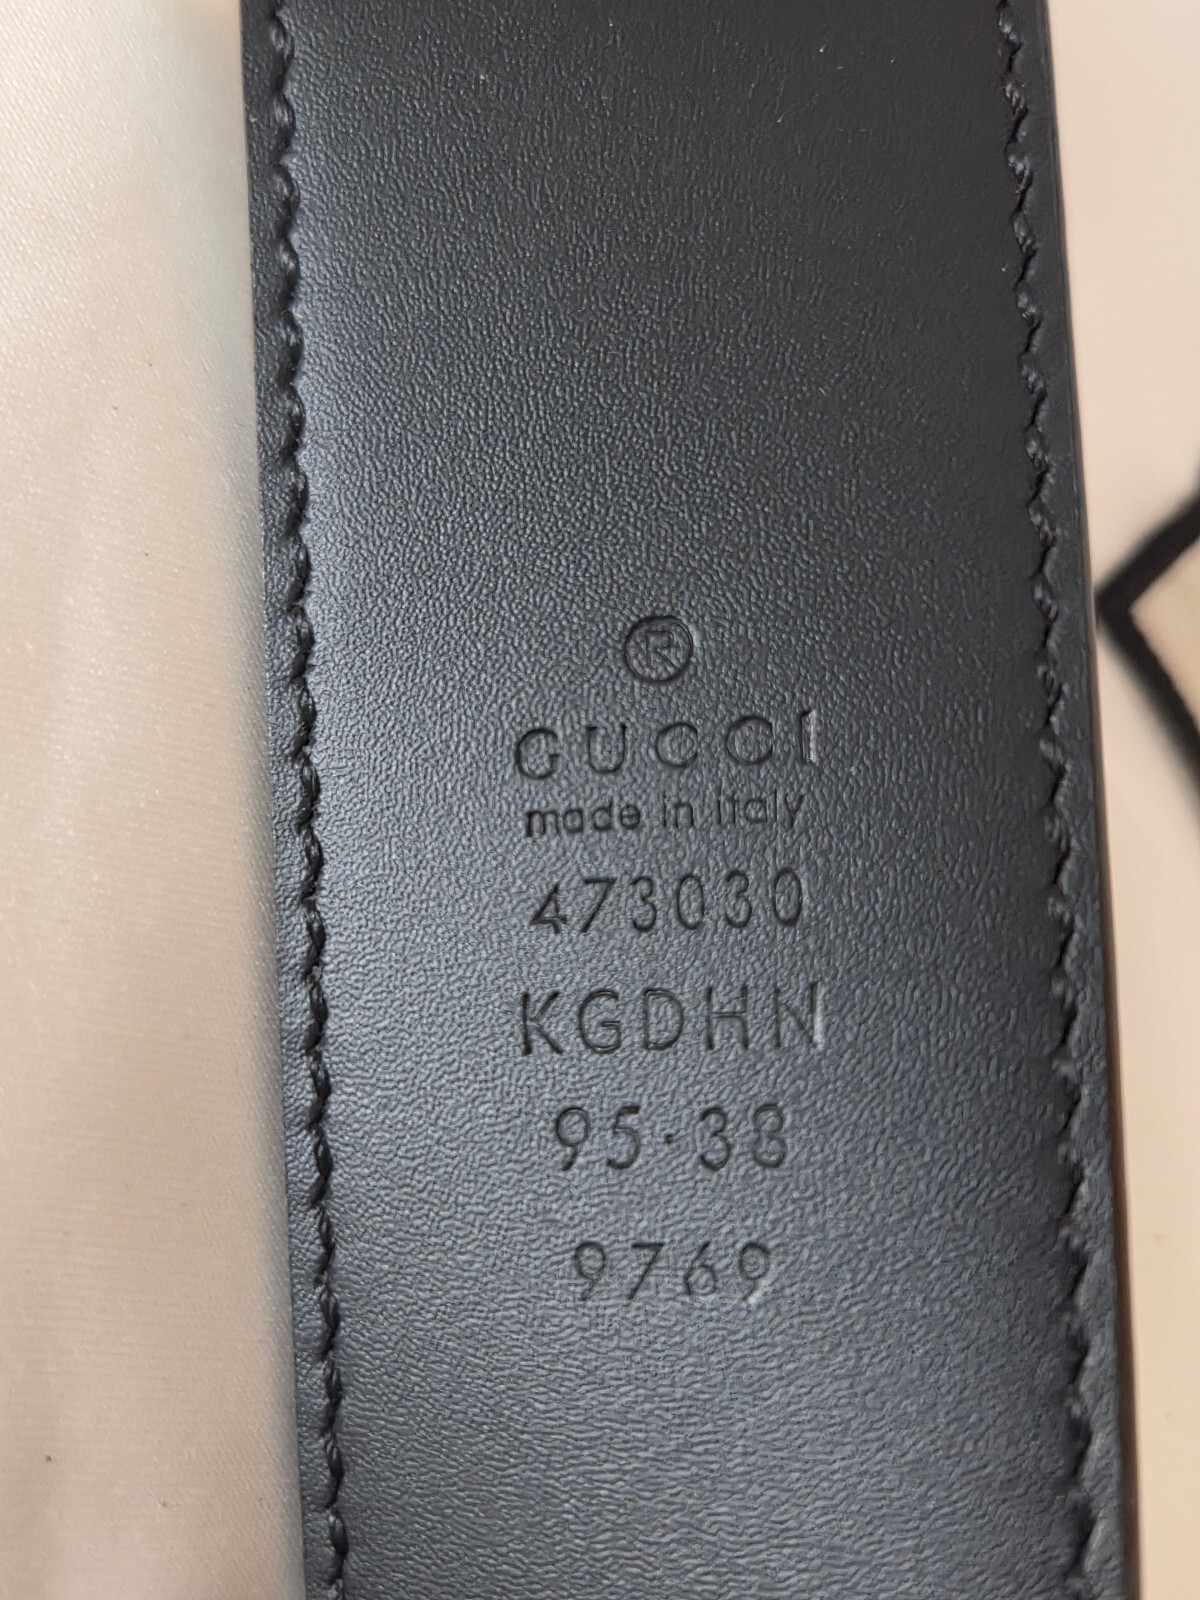 ®
GUCCI
made in italy
473030
KGDHN
95·38
9769